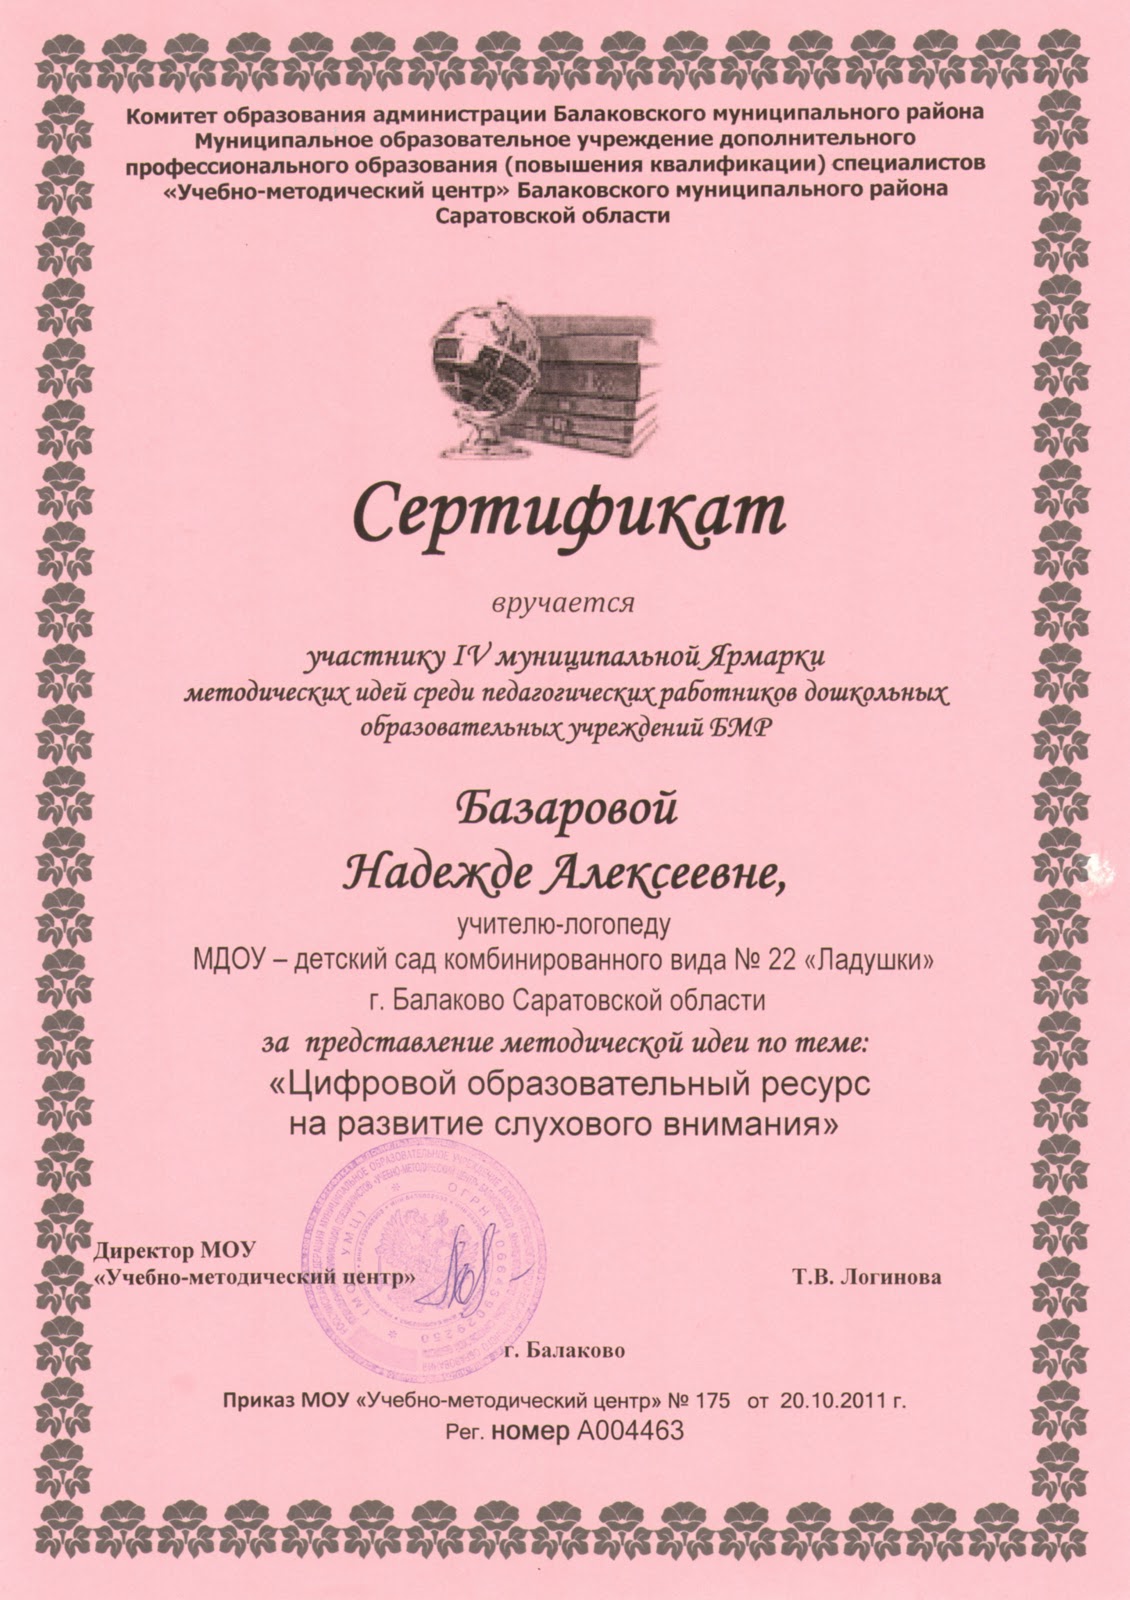 Комитет образования администрации Балаковского муниципального района
Муниципальное образовательное учреждение дополнительного
профессионального образования (повышения квалификации) специалистов
«Учебно-методический центр» Балаковского муниципального района
Саратовской области
Сертификат
вручается
участнику IV муниципальной Ярмарки
методических идей среди педагогических работников дошкольных
образовательных учреждений БМР
Базаровой
Надежде Алексеевне,
учителю-логопеду
МДОУ – детский сад комбинированного вида № 22 «Ладушки»
г. Балаково Саратовской области
за представление методической идеи по теме:
«Цифровой образовательный ресурс
на развитие слухового внимания»
Директор МОУ
«Учебно-методический центр»
Т.В. Логинова
г. Балаково
Приказ МОУ «Учебно-методический центр» № 175 от 20.10.2011 г.
Рег. номер А004463